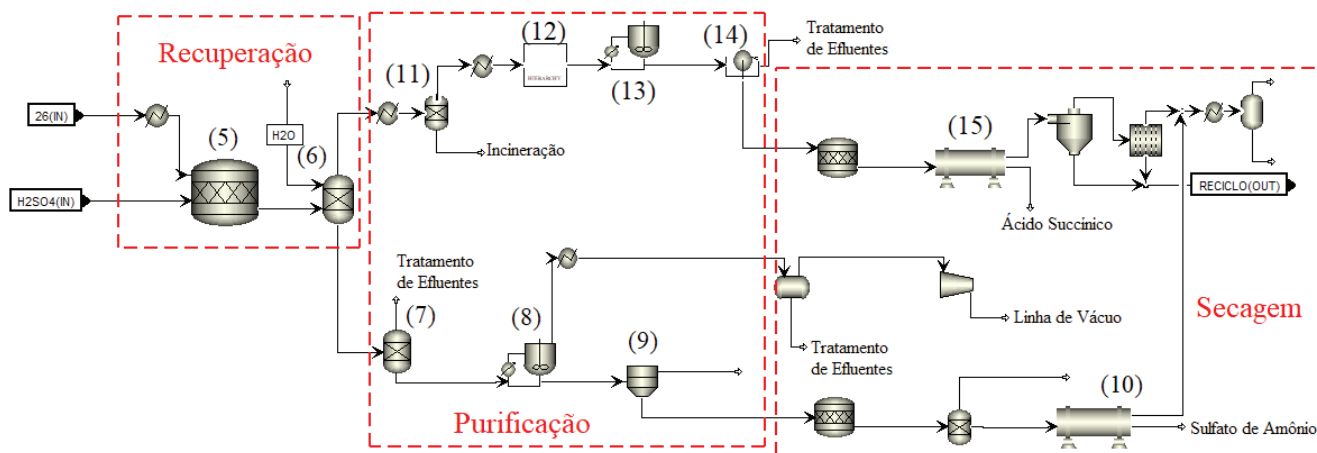 Recuperação
26(IN)
H2SO4(IN)
H2O
(5)
(6)
(11)
(12)
HIERARCHY
(13)
(14)
Tratamento
de Efluentes
Incineração
(15)
Ácido Succínico
RECICLO(OUT)
Tratamento
de Efluentes
(7)
(8)
(9)
Purificação
Linha de Vácuo
Tratamento
de Efluentes
Secagem
(10)
Sulfato de Amônio